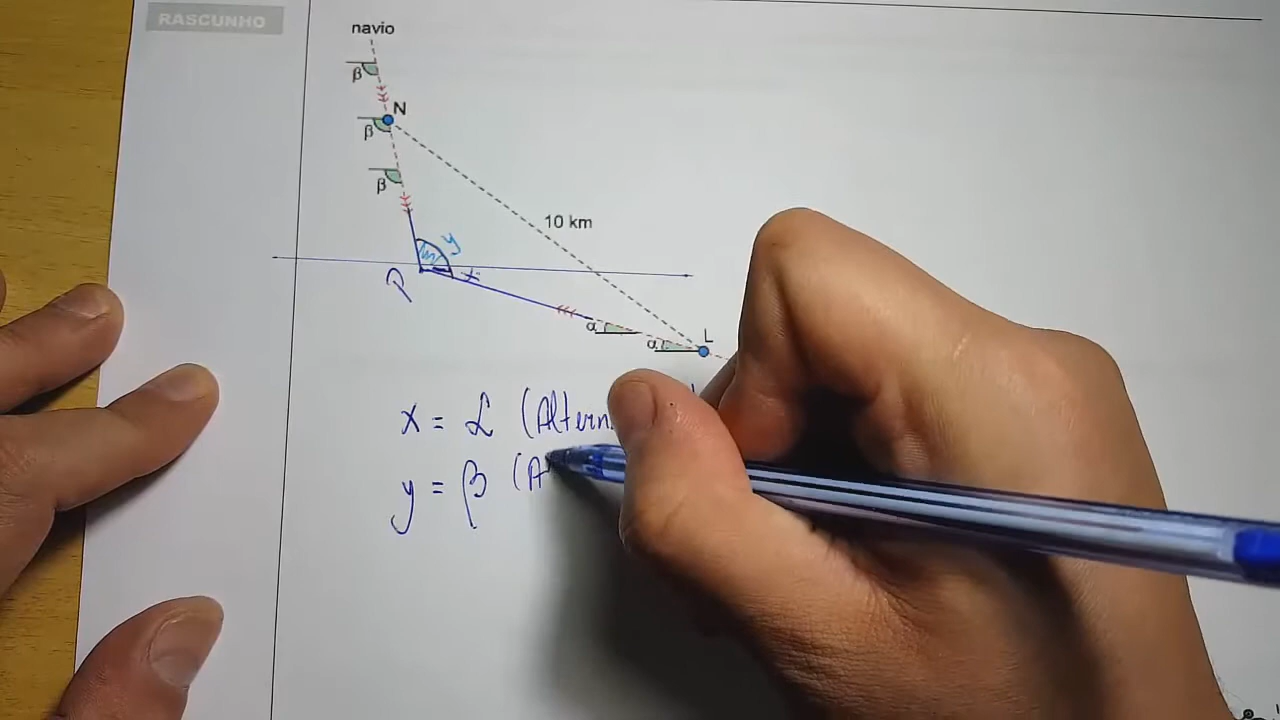 RASCUNHO
navio
β
N
β
β
10 km
y
x
P
α
α
L
x = α (Altern
y = β (A